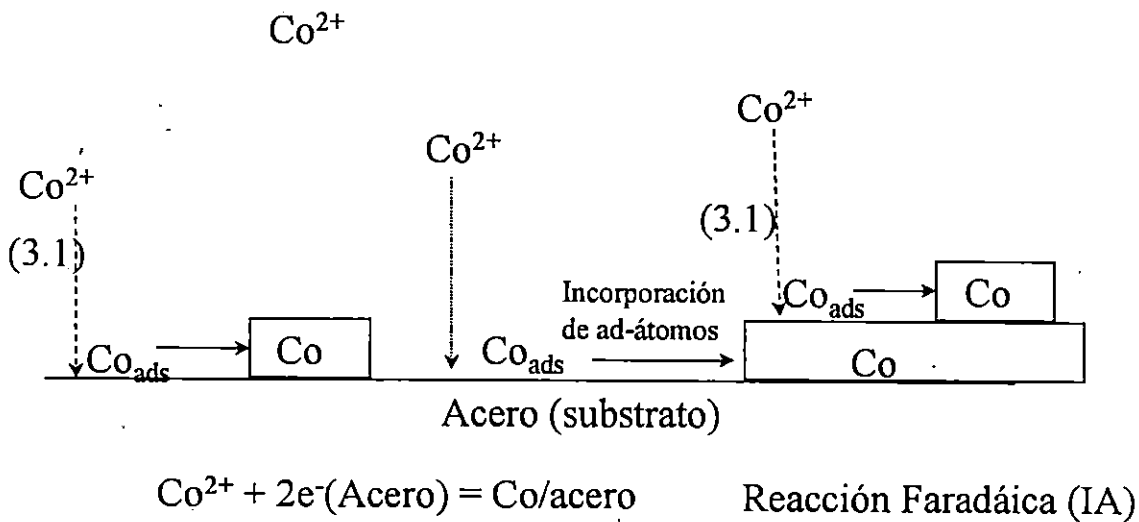 Co²⁺
Co²⁺
Co²⁺
Co²⁺
(3.1)
(3.1)
Incorporación
de ad-átomos
Co_ads
Co
Co_ads
Co
Co_ads
Co
Acero (substrato)
Co²⁺ + 2e⁻(Acero) = Co/acero Reacción Faradáica (IA)